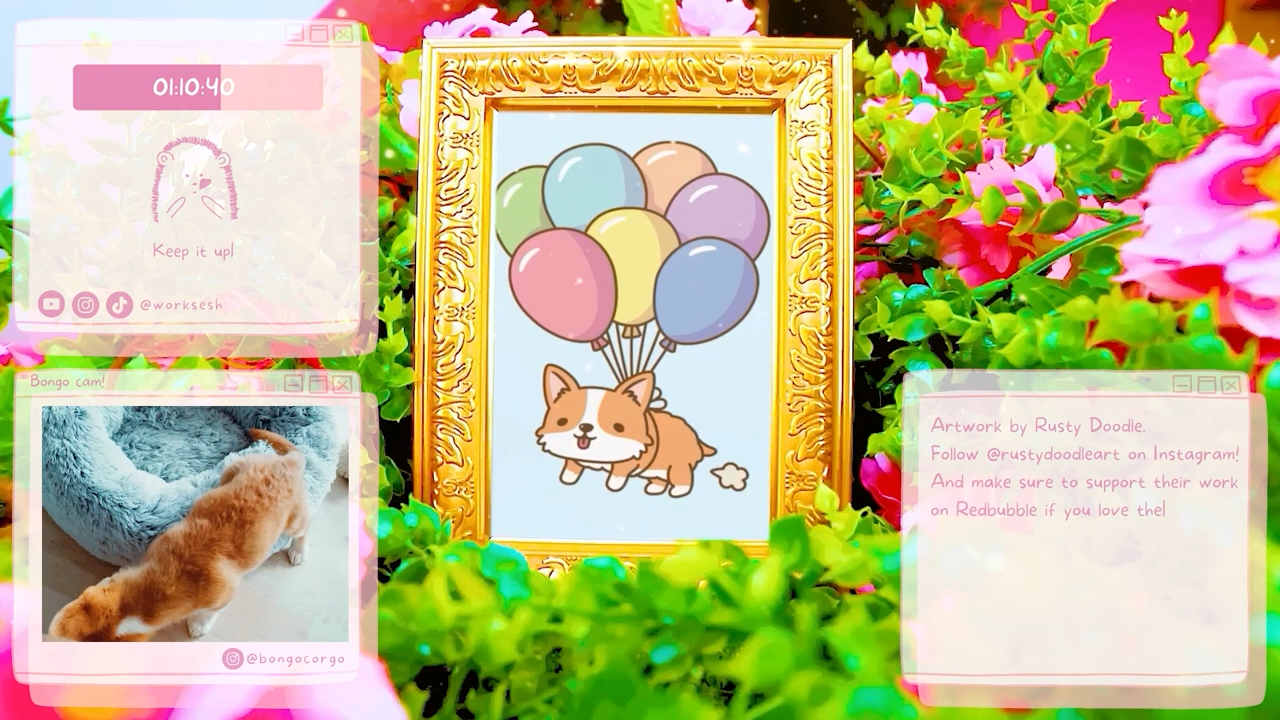 01:10:40
Keep it up!
@worksesh
Bongo cam!
@bongocorgo
Artwork by Rusty Doodle.
Follow @rustydoodleart on Instagram!
And make sure to support their work
on Redbubble if you love thel